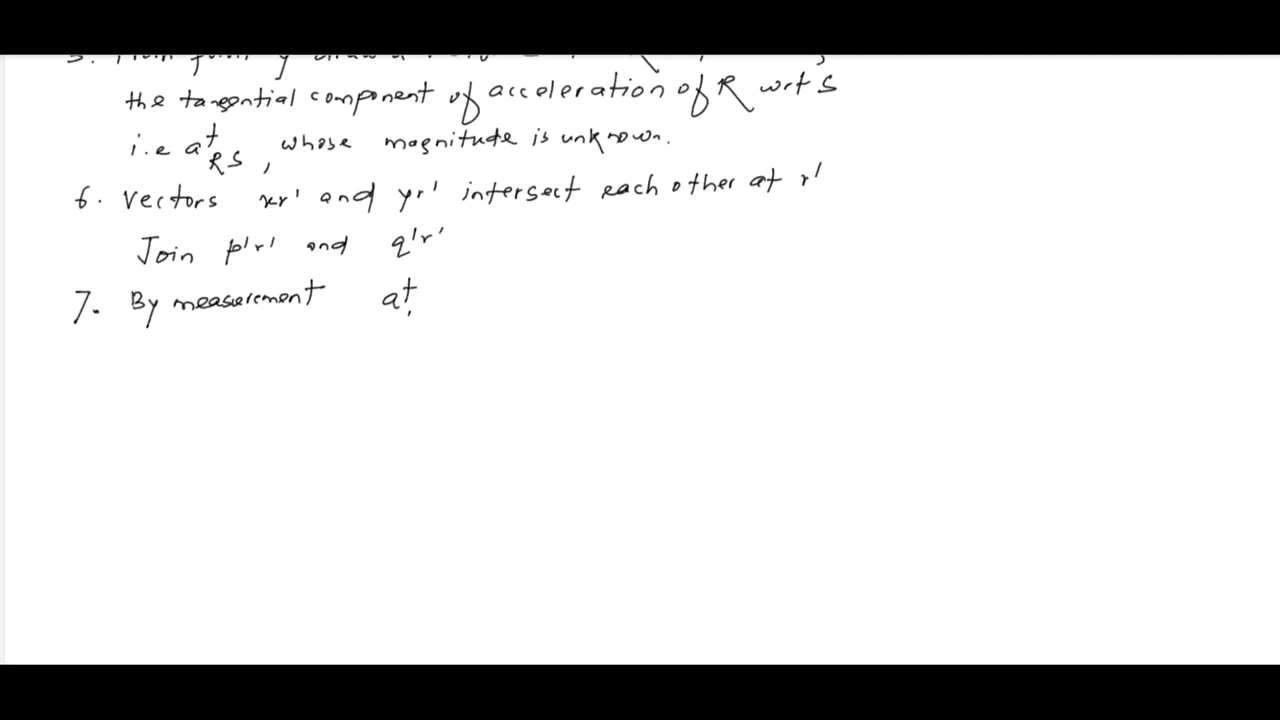 the tangential component of acceleration of R wrt S
i.e a^t_RS, whose magnitude is unknown.
6. Vectors xr' and yr' intersect each other at r'
Join p'r' and q'r'
7. By measurement a^t